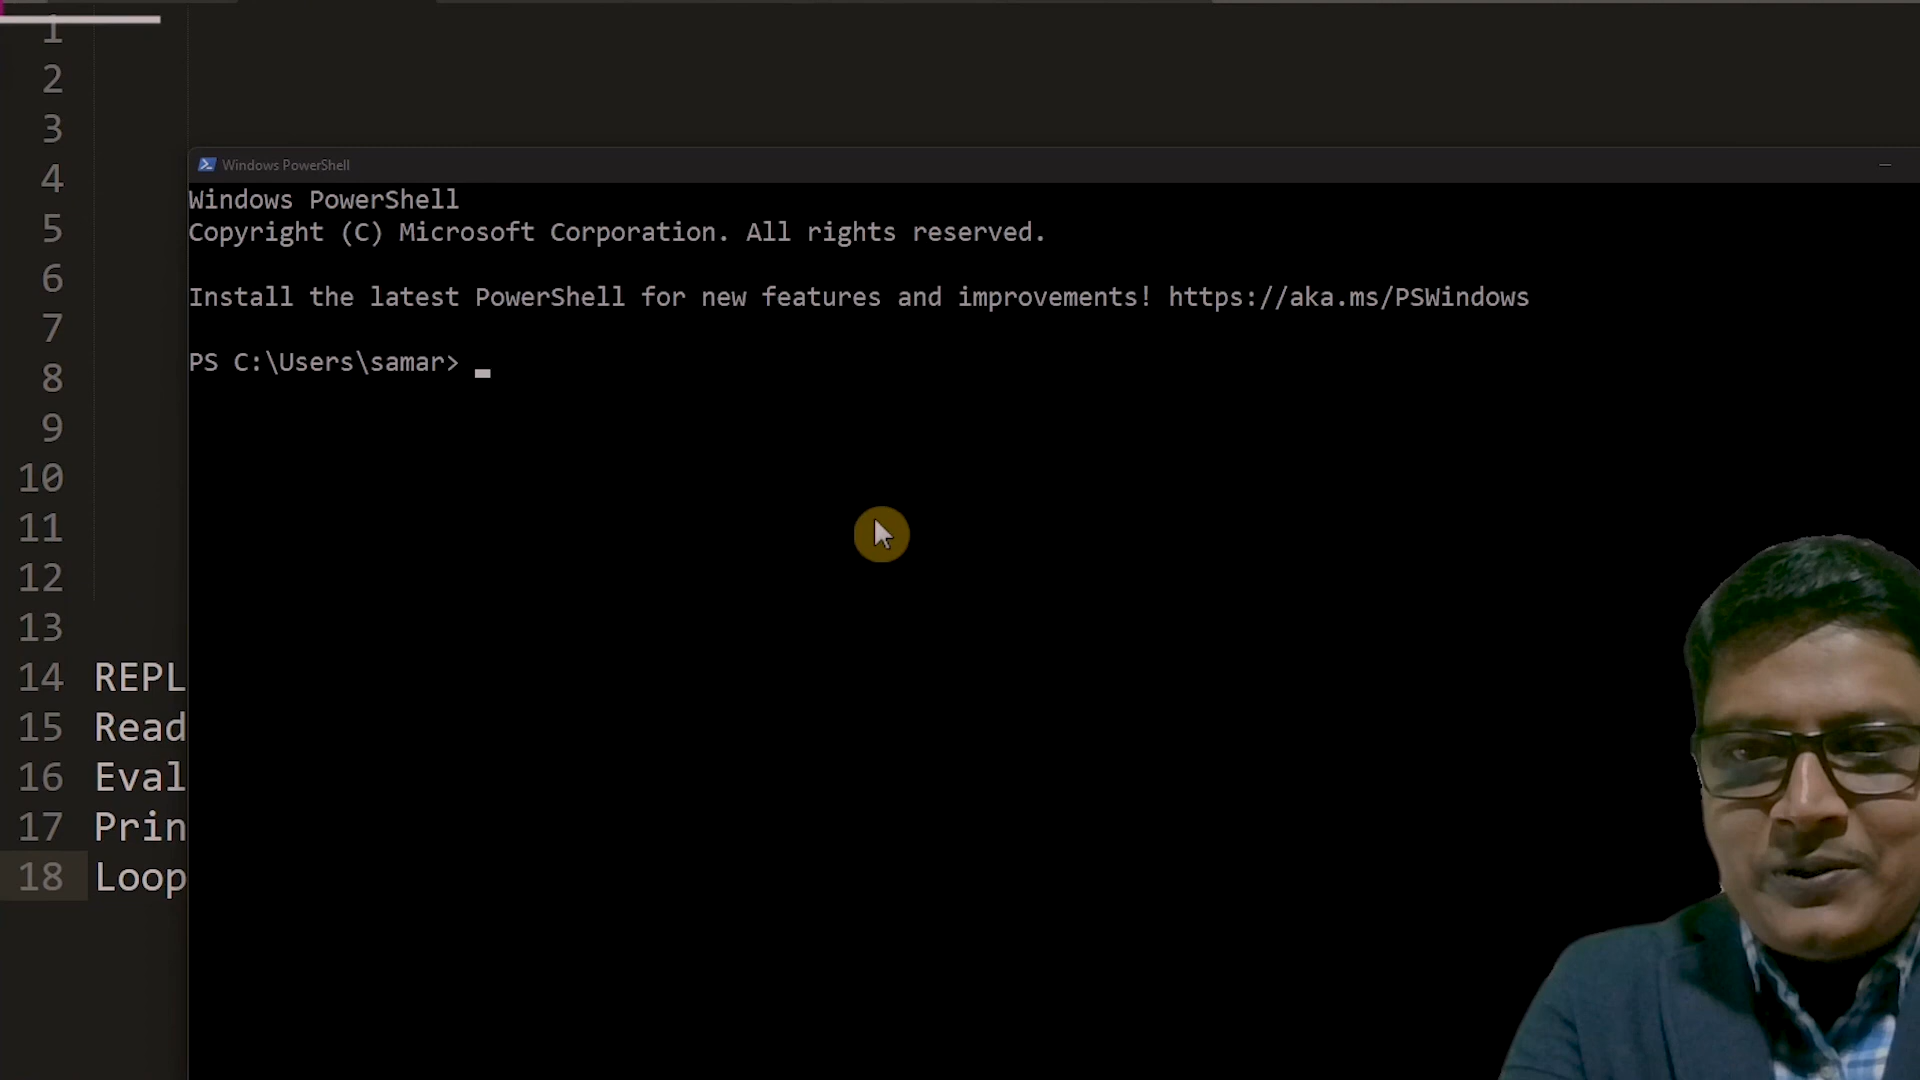 1
2
3
4
5
6
7
8
9
10
11
12
13
14 REPL
15 Read
16 Eval
17 Prin
18 Loop
Windows PowerShell
Windows PowerShell
Copyright (C) Microsoft Corporation. All rights reserved.
Install the latest PowerShell for new features and improvements! https://aka.ms/PSWindows
PS C:\Users\samar>